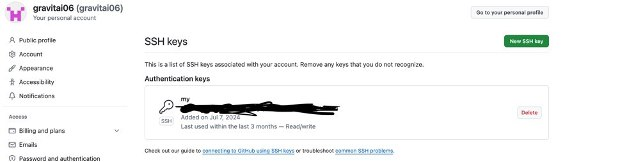 gravitai06 (gravitai06)
Your personal account
Go to your personal profile
Public profile
Account
Appearance
Accessibility
Notifications
Access
Billing and plans
Emails
Password and authentication
SSH keys
New SSH key
This is a list of SSH keys associated with your account. Remove any keys that you do not recognize.
Authentication keys
my
SSH
Added on Jul 7, 2024
Last used within the last 3 months — Read/write
Delete
Check out our guide to connecting to GitHub using SSH keys or troubleshoot common SSH problems.